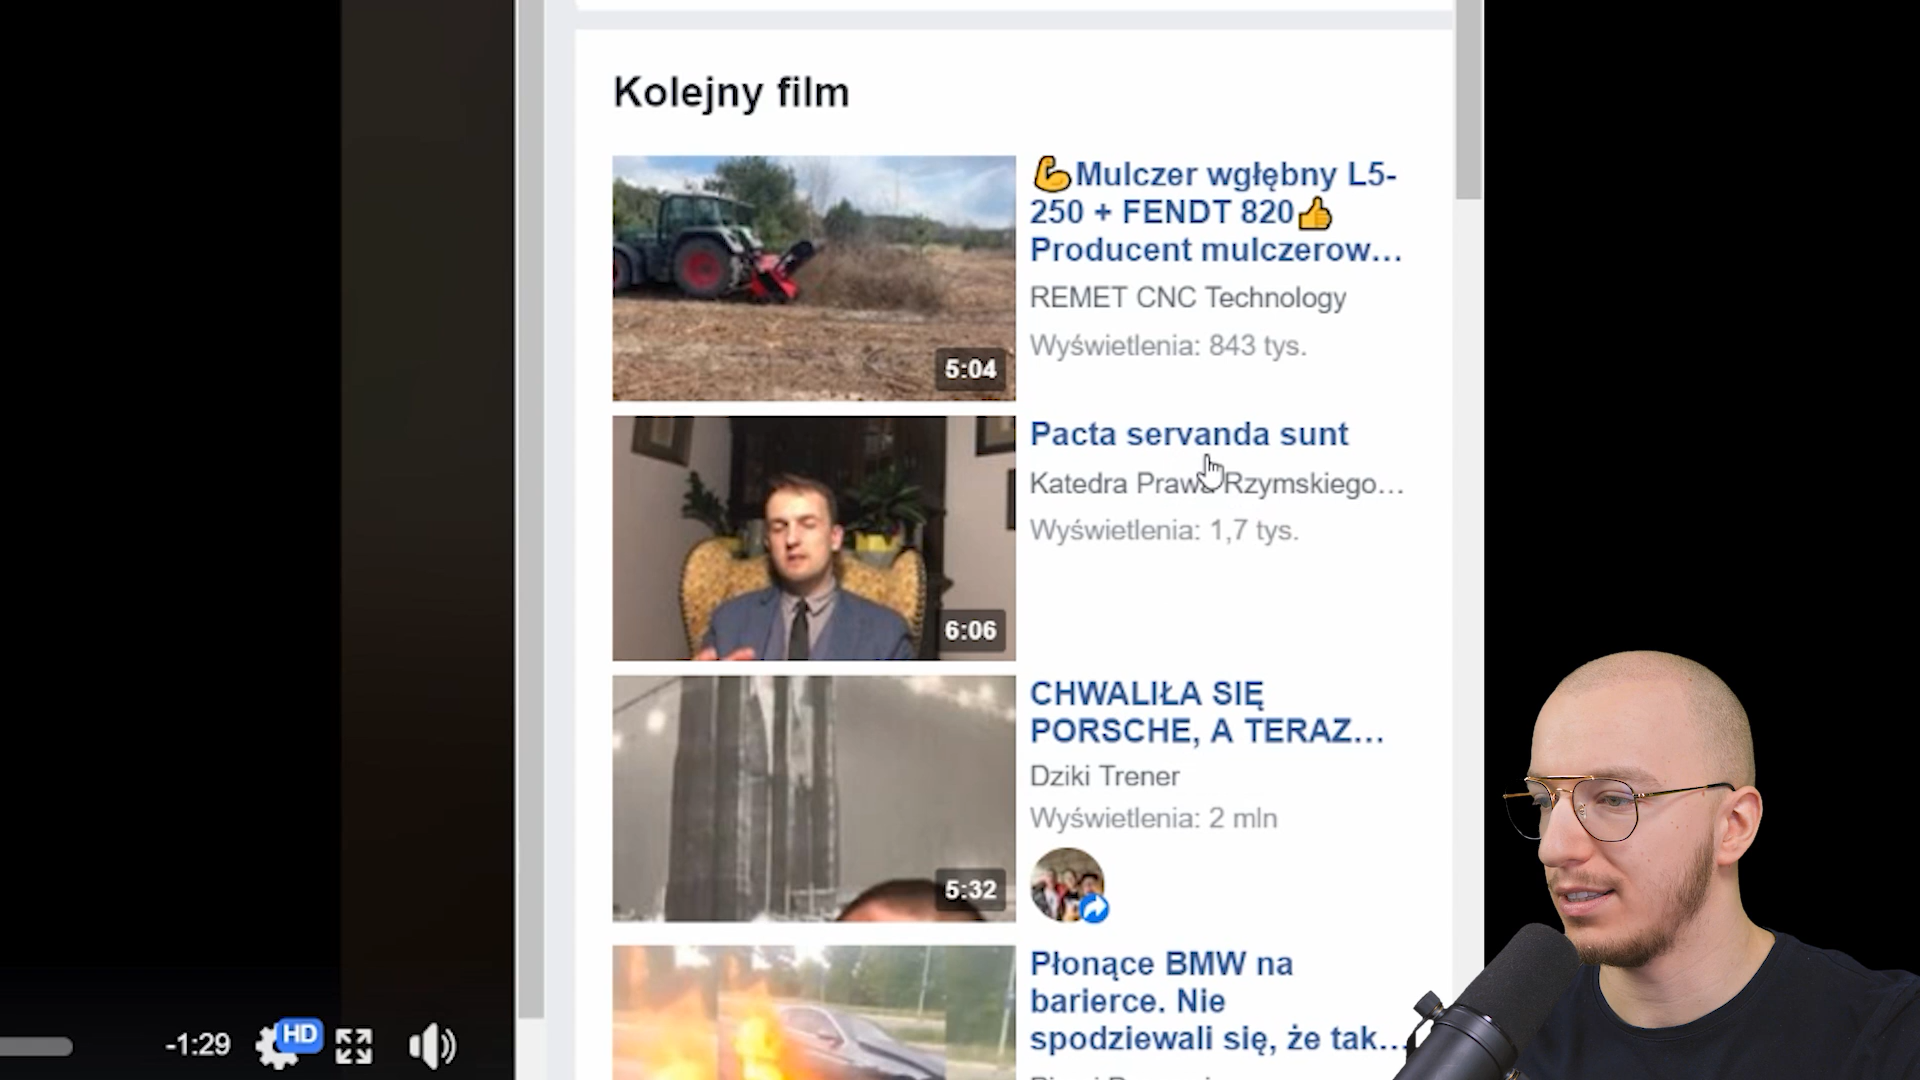 Kolejny film
💪Mulczer wgłębny L5-
250 + FENDT 820👍
Producent mulczerow...
REMET CNC Technology
Wyświetlenia: 843 tys.
5:04
Pacta servanda sunt
Katedra Prawa Rzymskiego...
Wyświetlenia: 1,7 tys.
6:06
CHWALIŁA SIĘ
PORSCHE, A TERAZ...
Dziki Trener
Wyświetlenia: 2 mln
5:32
Płonące BMW na
barierce. Nie
spodziewali się, że tak...
-1:29
HD